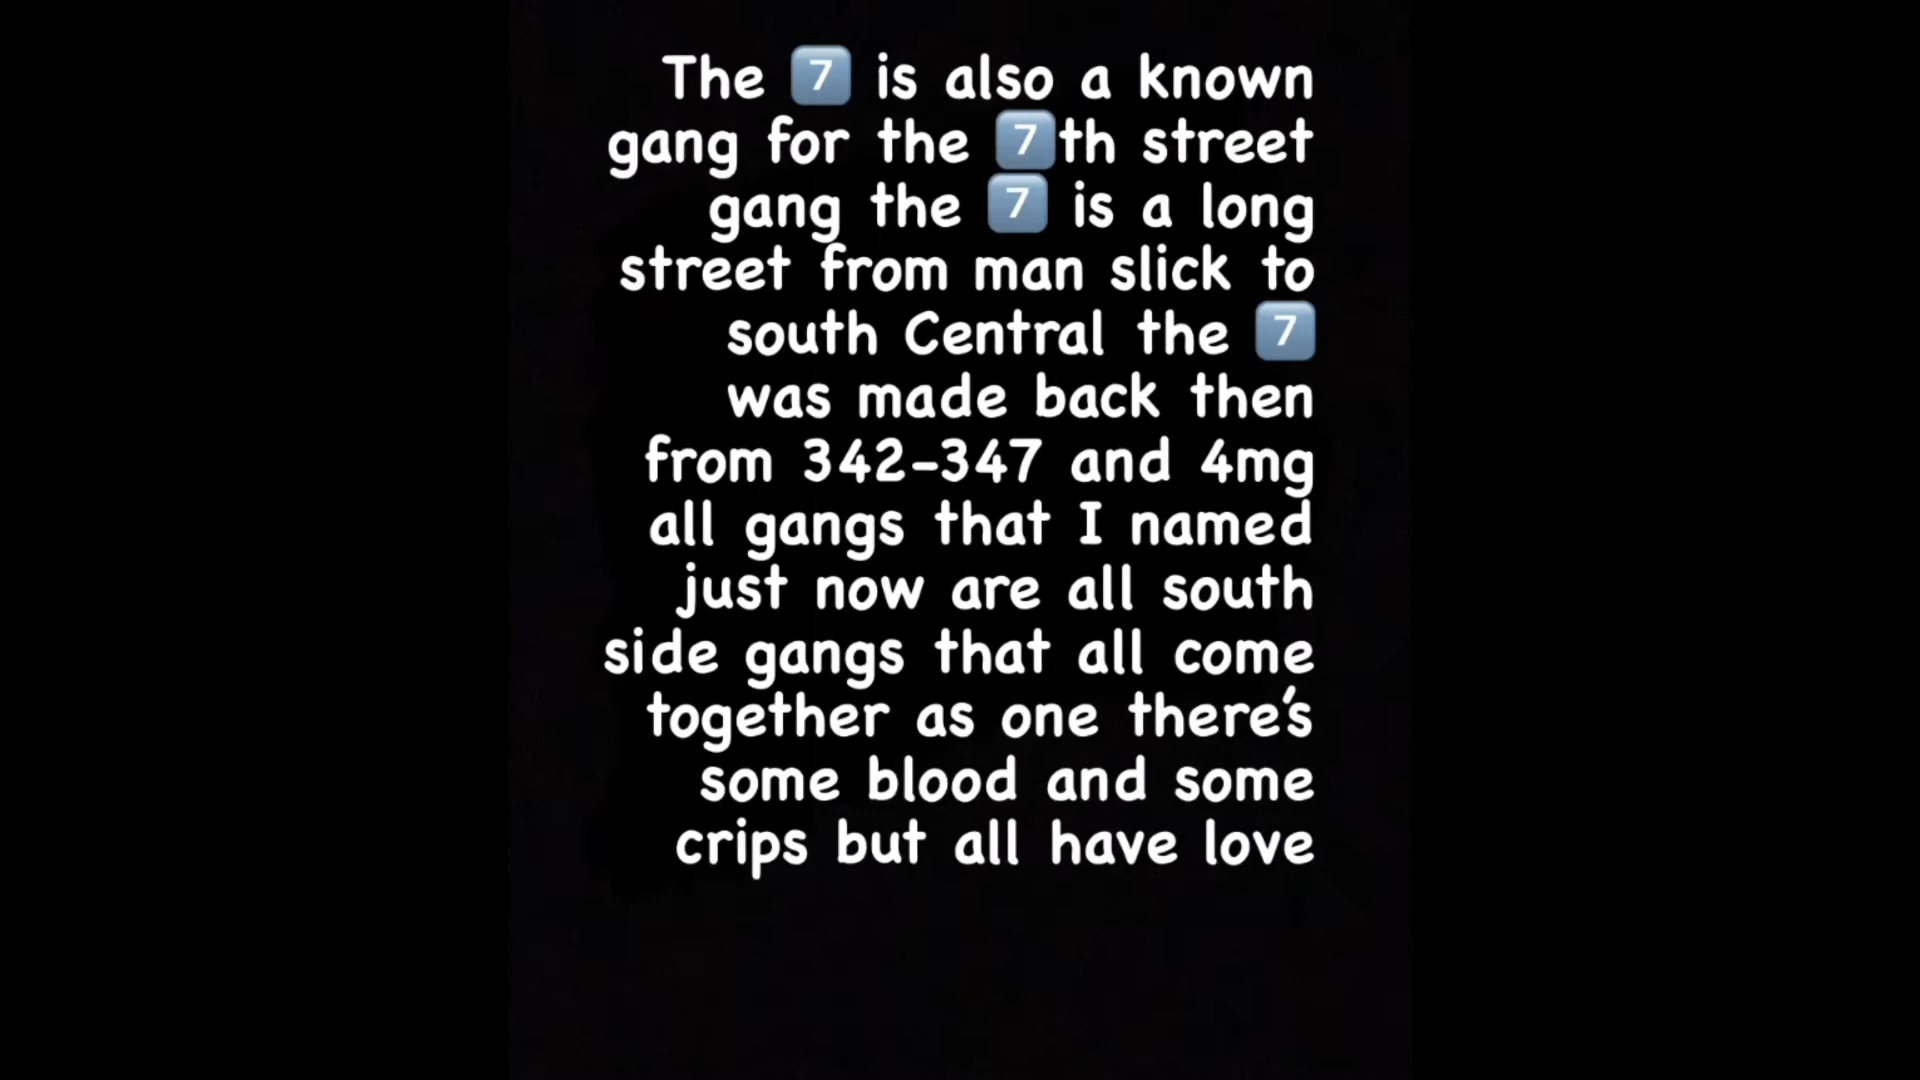 The 7️⃣ is also a known
gang for the 7️⃣th street
gang the 7️⃣ is a long
street from man slick to
south Central the 7️⃣
was made back then
from 342-347 and 4mg
all gangs that I named
just now are all south
side gangs that all come
together as one there's
some blood and some
crips but all have love